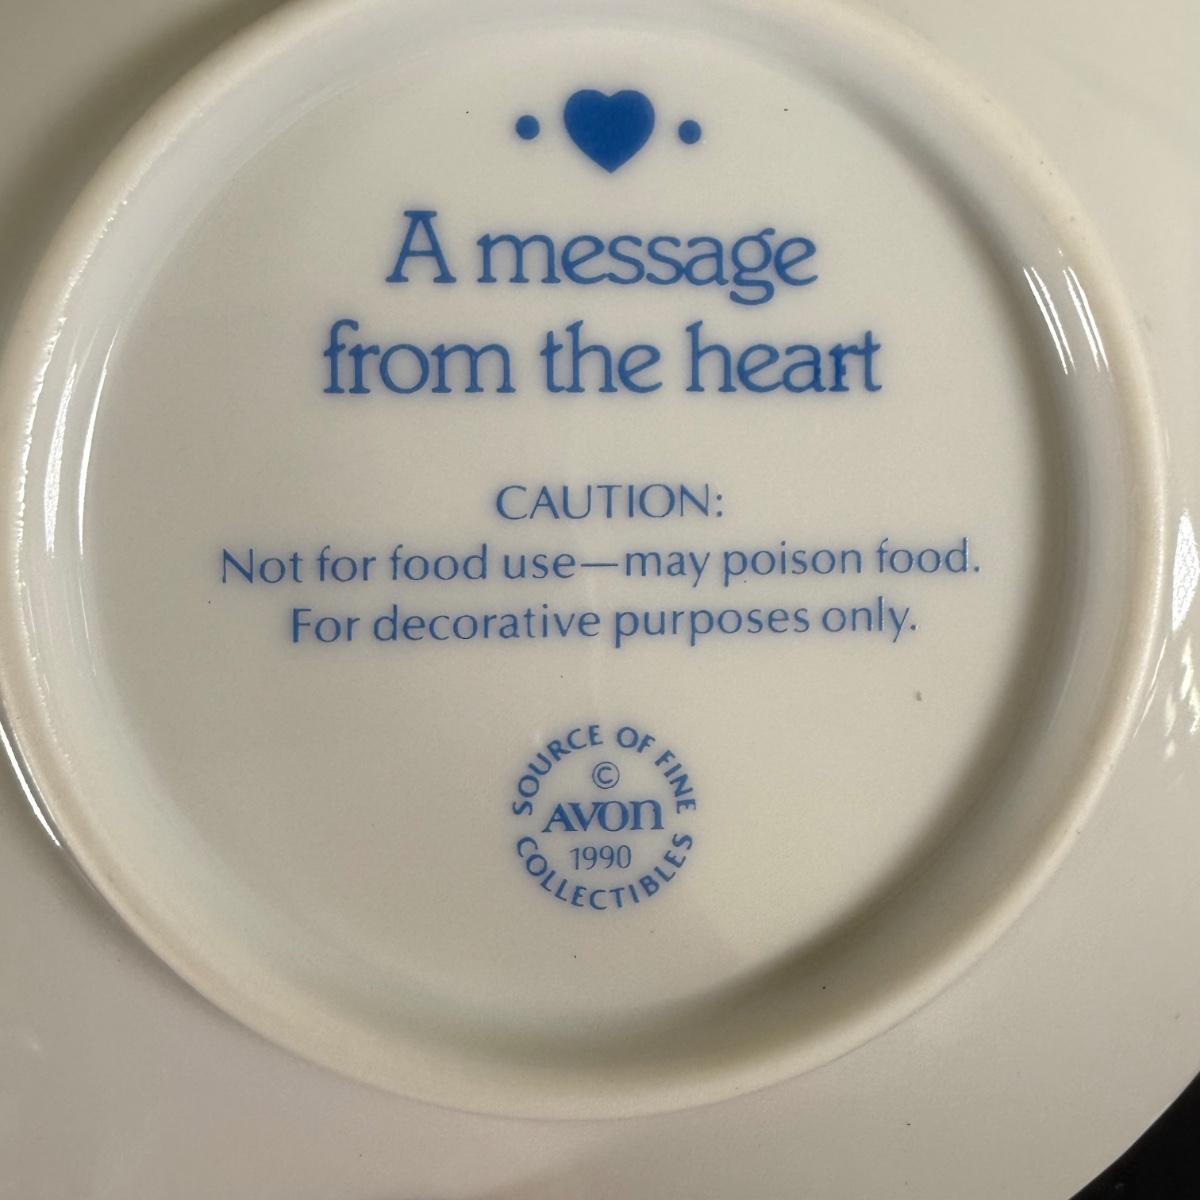 A message
from the heart
CAUTION:
Not for food use—may poison food.
For decorative purposes only.
SOURCE OF FINE
©
AVON
1990
COLLECTIBLES